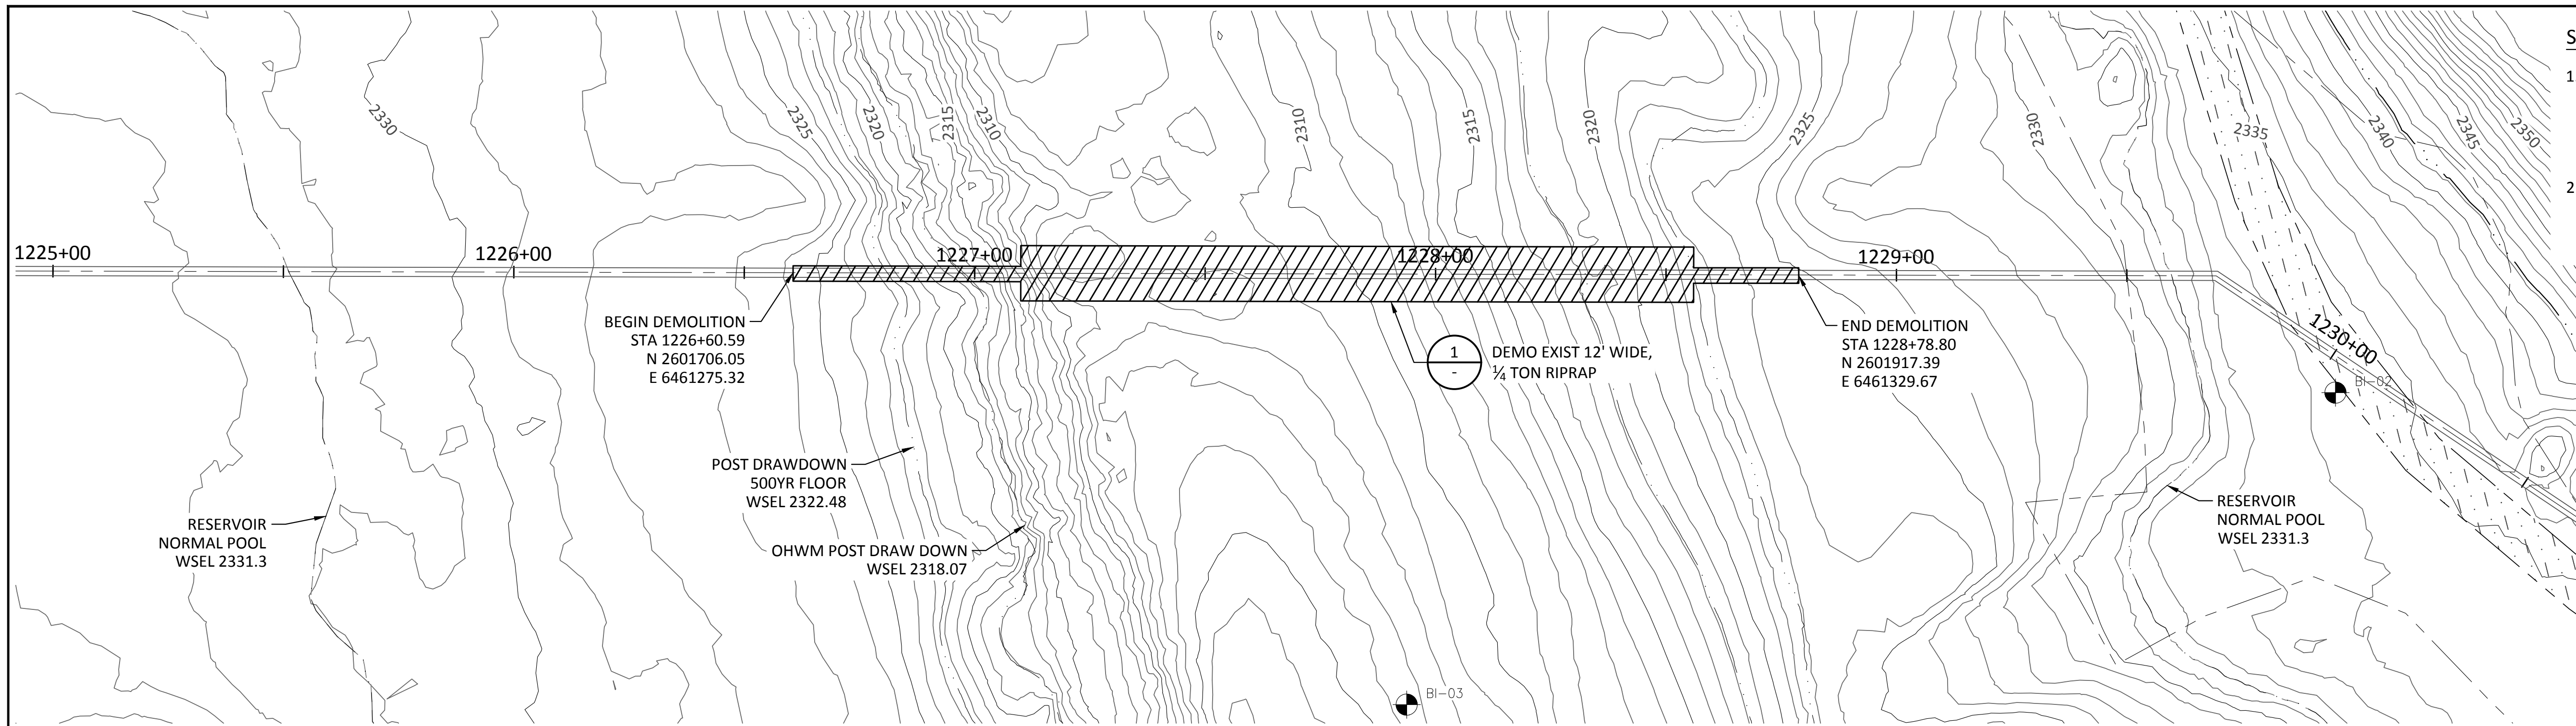 S
1
2
2330
2325
2320
2315
2310
2310
2315
2320
2325
2330
2335
2340
2345
2350
1225+00
1226+00
1227+00
1228+00
1229+00
1230+00
BEGIN DEMOLITION
STA 1226+60.59
N 2601706.05
E 6461275.32
1
-
DEMO EXIST 12' WIDE,
¼ TON RIPRAP
END DEMOLITION
STA 1228+78.80
N 2601917.39
E 6461329.67
BI-02
POST DRAWDOWN
500YR FLOOR
WSEL 2322.48
RESERVOIR
NORMAL POOL
WSEL 2331.3
OHWM POST DRAW DOWN
WSEL 2318.07
RESERVOIR
NORMAL POOL
WSEL 2331.3
BI-03